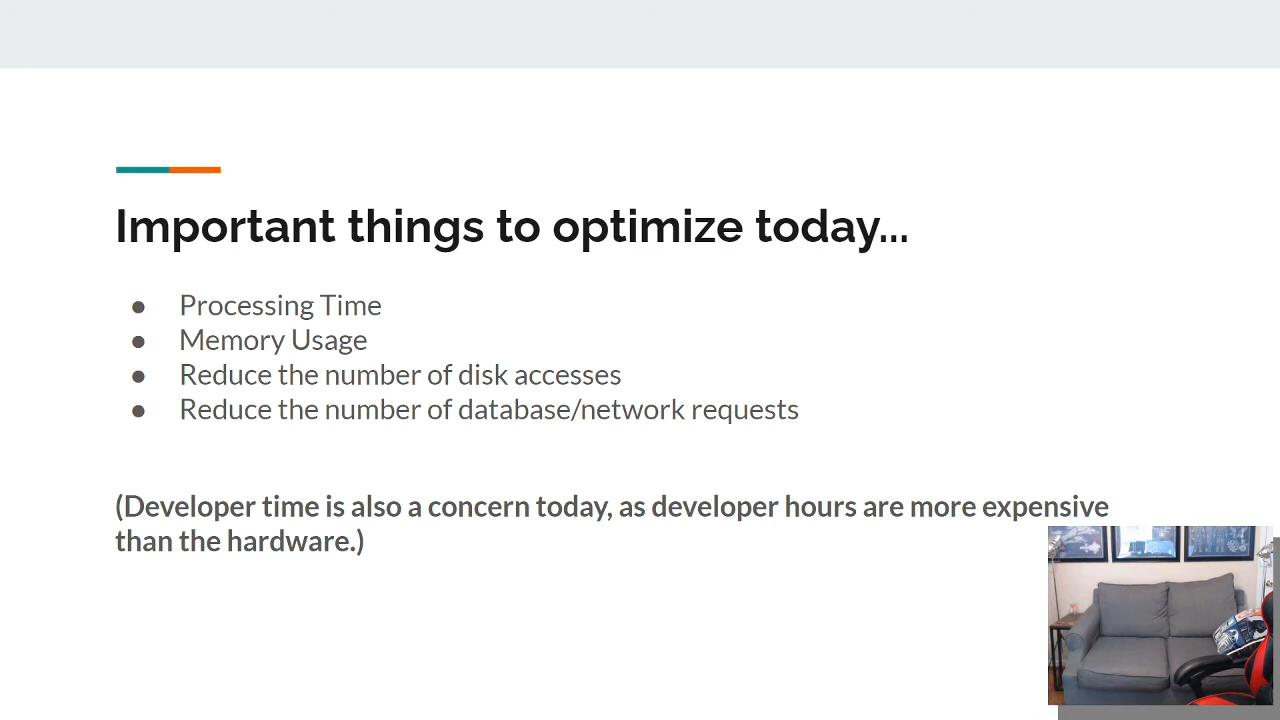 Important things to optimize today...
● Processing Time
● Memory Usage
● Reduce the number of disk accesses
● Reduce the number of database/network requests
(Developer time is also a concern today, as developer hours are more expensive
than the hardware.)